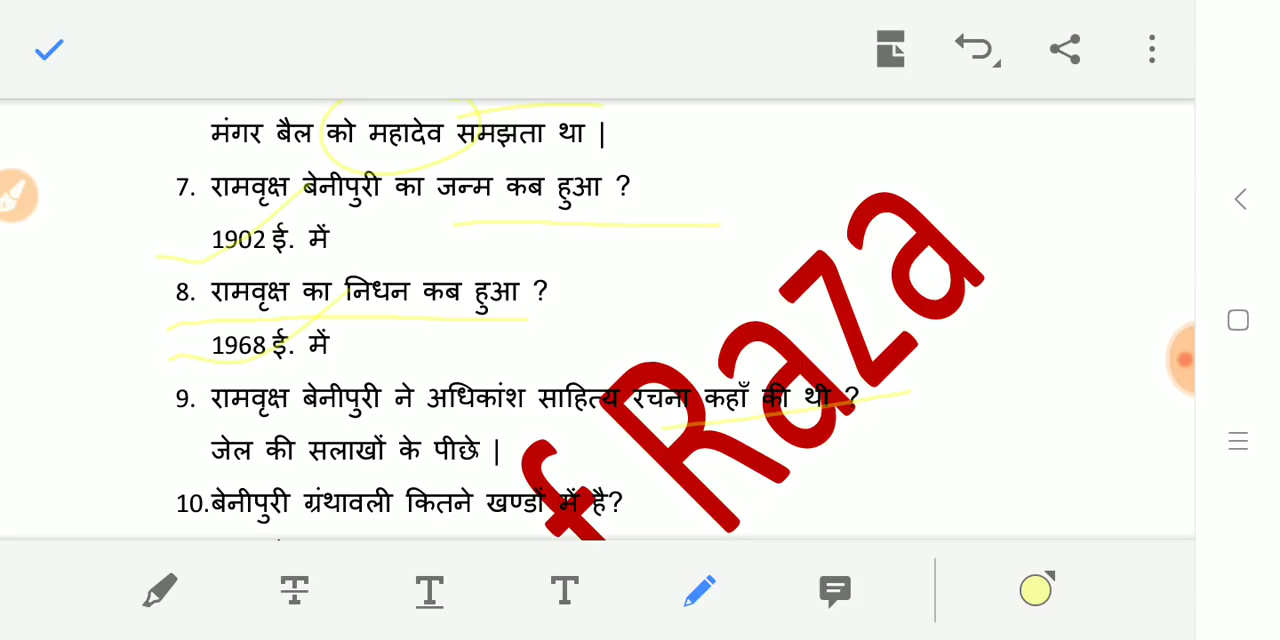 मंगर बैल को महादेव समझता था |
7. रामवृक्ष बेनीपुरी का जन्म कब हुआ ?
1902 ई. में
8. रामवृक्ष का निधन कब हुआ ?
1968 ई. में
9. रामवृक्ष बेनीपुरी ने अधिकांश साहित्य रचना कहाँ की थी ?
जेल की सलाखों के पीछे |
10. बेनीपुरी ग्रंथावली कितने खण्डों में है?
f Raza